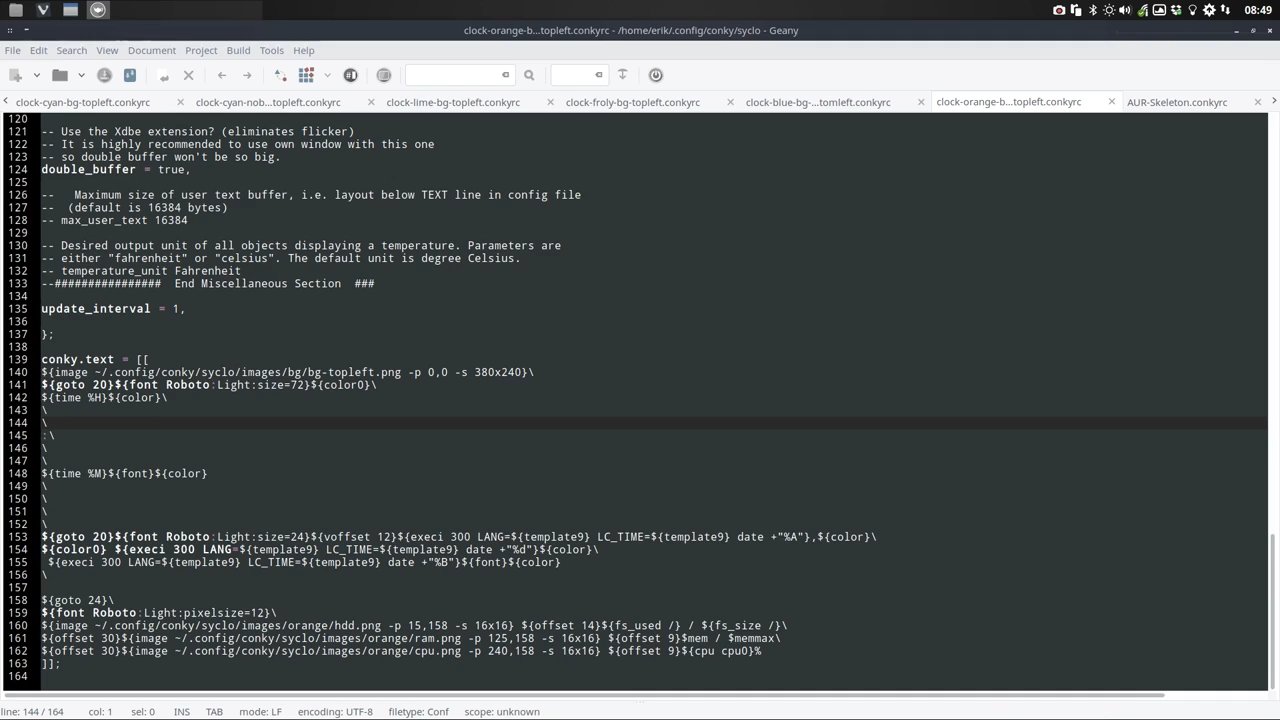 08:49
clock-orange-b...topleft.conkyrc - /home/erik/.config/conky/syclo - Geany
File Edit Search View Document Project Build Tools Help
clock-cyan-bg-topleft.conkyrc clock-cyan-nob...topleft.conkyrc clock-lime-bg-topleft.conkyrc clock-froly-bg-topleft.conkyrc clock-blue-bg-...tomleft.conkyrc clock-orange-b...topleft.conkyrc AUR-Skeleton.conkyrc
120
121 -- Use the Xdbe extension? (eliminates flicker)
122 -- It is highly recommended to use own window with this one
123 -- so double buffer won't be so big.
124 double_buffer = true,
125
126 --   Maximum size of user text buffer, i.e. layout below TEXT line in config file
127 --  (default is 16384 bytes)
128 -- max_user_text 16384
129
130 -- Desired output unit of all objects displaying a temperature. Parameters are
131 -- either "fahrenheit" or "celsius". The default unit is degree Celsius.
132 -- temperature_unit Fahrenheit
133 --################  End Miscellaneous Section  ###
134
135 update_interval = 1,
136
137 };
138
139 conky.text = [[
140 ${image ~/.config/conky/syclo/images/bg/bg-topleft.png -p 0,0 -s 380x240}\
141 ${goto 20}${font Roboto:Light:size=72}${color0}\
142 ${time %H}${color}\
143 \
144 \
145 :\
146 \
147 \
148 ${time %M}${font}${color}
149 \
150 \
151 \
152 \
153 ${goto 20}${font Roboto:Light:size=24}${voffset 12}${execi 300 LANG=${template9} LC_TIME=${template9} date +"%A"},${color}\
154 ${color0} ${execi 300 LANG=${template9} LC_TIME=${template9} date +"%d"}${color}\
155  ${execi 300 LANG=${template9} LC_TIME=${template9} date +"%B"}${font}${color}
156 \
157
158 ${goto 24}\
159 ${font Roboto:Light:pixelsize=12}\
160 ${image ~/.config/conky/syclo/images/orange/hdd.png -p 15,158 -s 16x16} ${offset 14}${fs_used /} / ${fs_size /}\
161 ${offset 30}${image ~/.config/conky/syclo/images/orange/ram.png -p 125,158 -s 16x16} ${offset 9}$mem / $memmax\
162 ${offset 30}${image ~/.config/conky/syclo/images/orange/cpu.png -p 240,158 -s 16x16} ${offset 9}${cpu cpu0}%
163 ]];
164
line: 144 / 164 col: 1 sel: 0 INS TAB mode: LF encoding: UTF-8 filetype: Conf scope: unknown